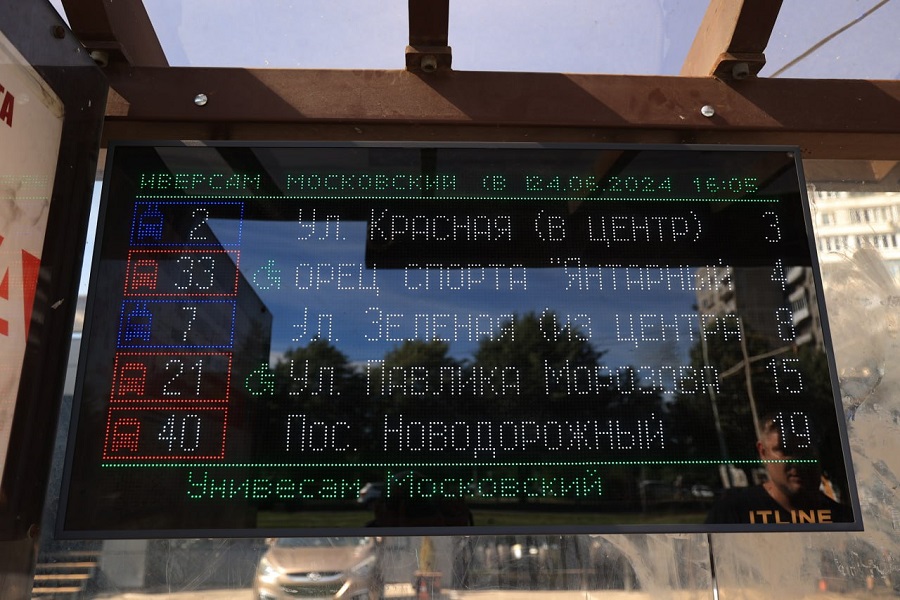 ИВЕРСАМ МОСКОВСКИЙ (В 24.06.2024 16:05
2 Ул. Красная (в центр) 3
33 ОРЕЦ СПОРТА "ЯНТАРНЫЙ 4
7 Ул. Зеленая (из центра 8
21 Ул. Павлика Морозова 15
40 Пос. Новодорожный 19
Унивесам Московский
ITLINE